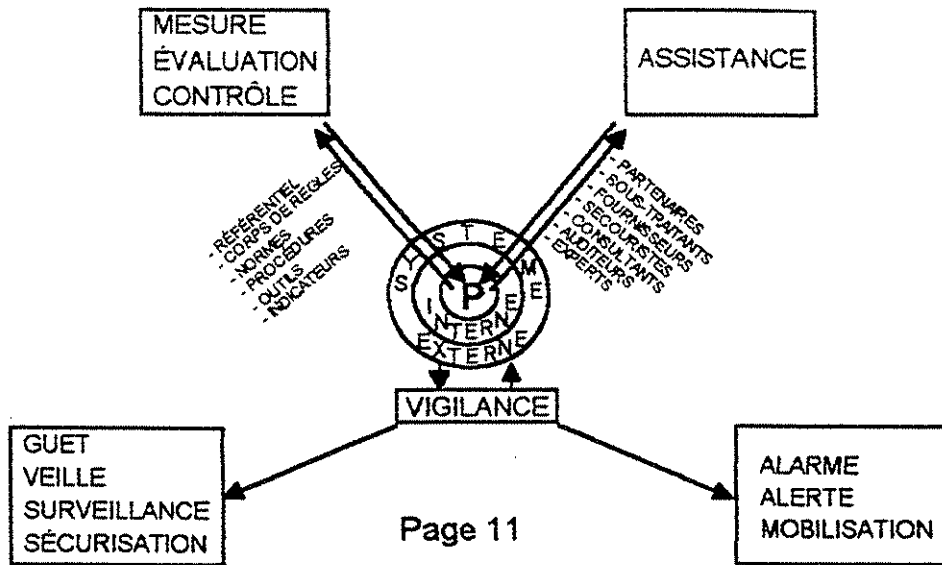 MESURE
ÉVALUATION
CONTRÔLE
ASSISTANCE
- RÉFÉRENTIEL
- CORPS DE RÈGLES
- NORMES
- PROCÉDURES
- OUTILS
- INDICATEURS
- PARTENAIRES
- SOUS-TRAITANTS
- FOURNISSEURS
- SECOURISTES
- CONSULTANTS
- AUDITEURS
- EXPERTS
SYSTEME
P
INTERNE
EXTERNE
VIGILANCE
GUET
VEILLE
SURVEILLANCE
SÉCURISATION
ALARME
ALERTE
MOBILISATION
Page 11